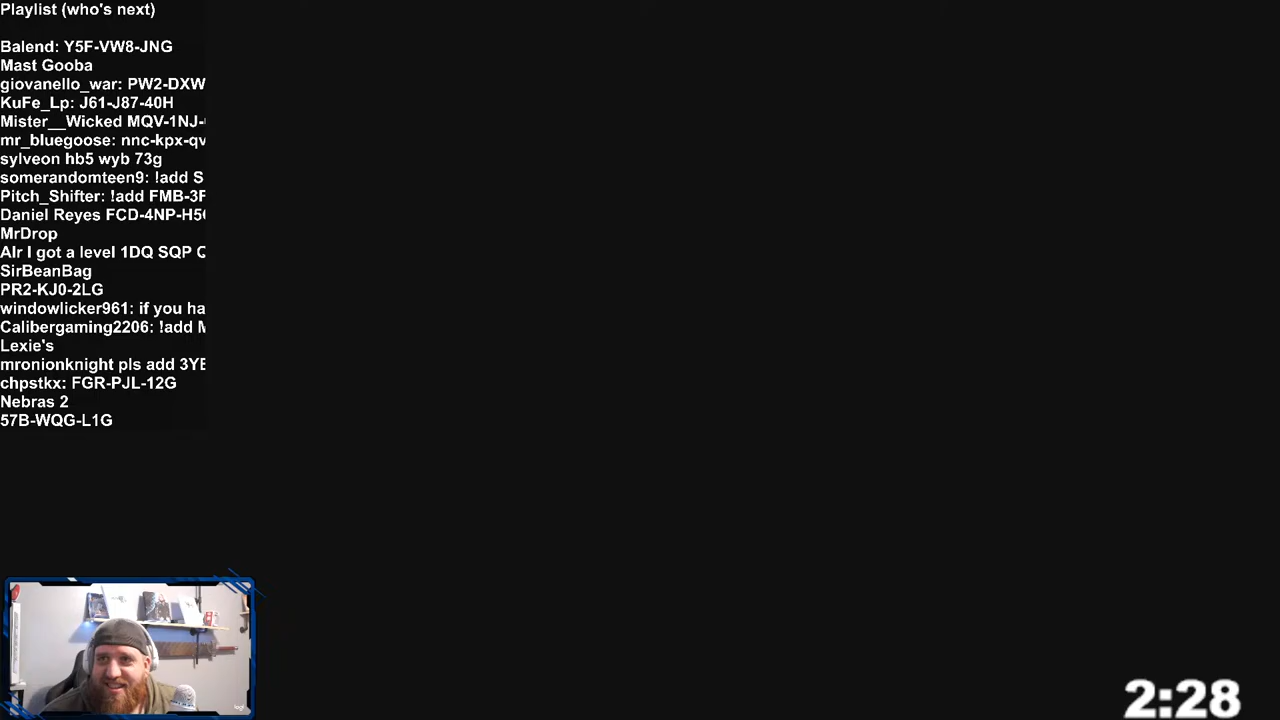 Playlist (who's next)
Balend: Y5F-VW8-JNG
Mast Gooba
giovanello_war: PW2-DXW
KuFe_Lp: J61-J87-40H
Mister__Wicked MQV-1NJ-
mr_bluegoose: nnc-kpx-qv
sylveon hb5 wyb 73g
somerandomteen9: !add S
Pitch_Shifter: !add FMB-3F
Daniel Reyes FCD-4NP-H5
MrDrop
AIr I got a level 1DQ SQP
SirBeanBag
PR2-KJ0-2LG
windowlicker961: if you ha
Calibergaming2206: !add M
Lexie's
mronionknight pls add 3YE
chpstkx: FGR-PJL-12G
Nebras 2
57B-WQG-L1G
2:28